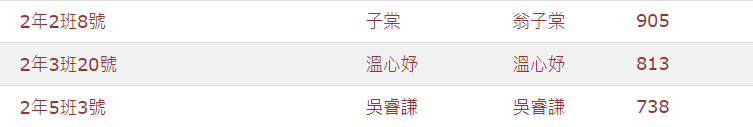 2年2班8號 子棠 翁子棠 905
2年3班20號 溫心妤 溫心妤 813
2年5班3號 吳睿謙 吳睿謙 738